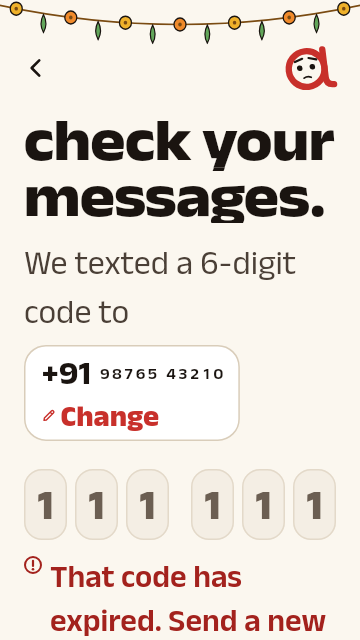 check your
messages.
We texted a 6-digit
code to
+91 98765 43210
Change
1 1 1 1 1 1
That code has
expired. Send a new